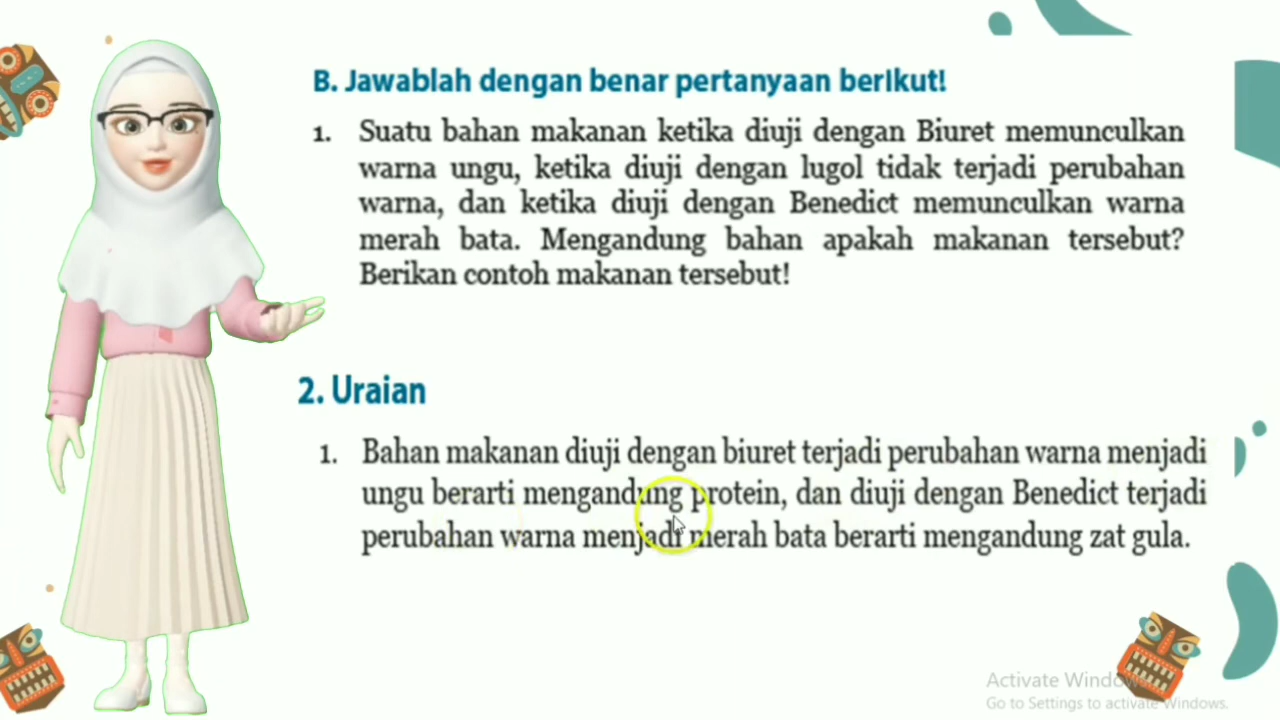 B. Jawablah dengan benar pertanyaan berikut!
1. Suatu bahan makanan ketika diuji dengan Biuret memunculkan
warna ungu, ketika diuji dengan lugol tidak terjadi perubahan
warna, dan ketika diuji dengan Benedict memunculkan warna
merah bata. Mengandung bahan apakah makanan tersebut?
Berikan contoh makanan tersebut!
2. Uraian
1. Bahan makanan diuji dengan biuret terjadi perubahan warna menjadi
ungu berarti mengandung protein, dan diuji dengan Benedict terjadi
perubahan warna menjadi merah bata berarti mengandung zat gula.
Activate Windows
Go to Settings to activate Windows.